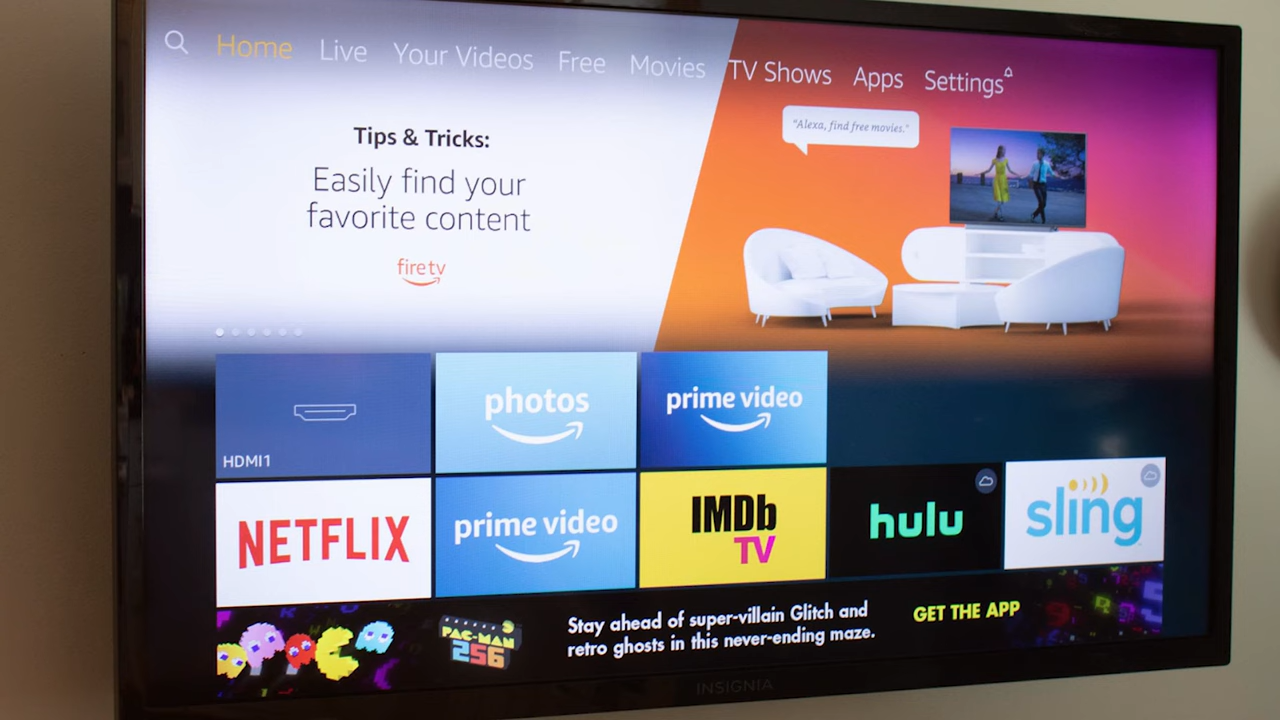 Home Live Your Videos Free Movies TV Shows Apps Settings
"Alexa, find free movies."
Tips & Tricks:
Easily find your
favorite content
fire tv
HDMI1
photos
prime video
NETFLIX
prime video
IMDb
TV
hulu
sling
PAC-MAN
256
Stay ahead of super-villain Glitch and
retro ghosts in this never-ending maze.
GET THE APP
INSIGNIA